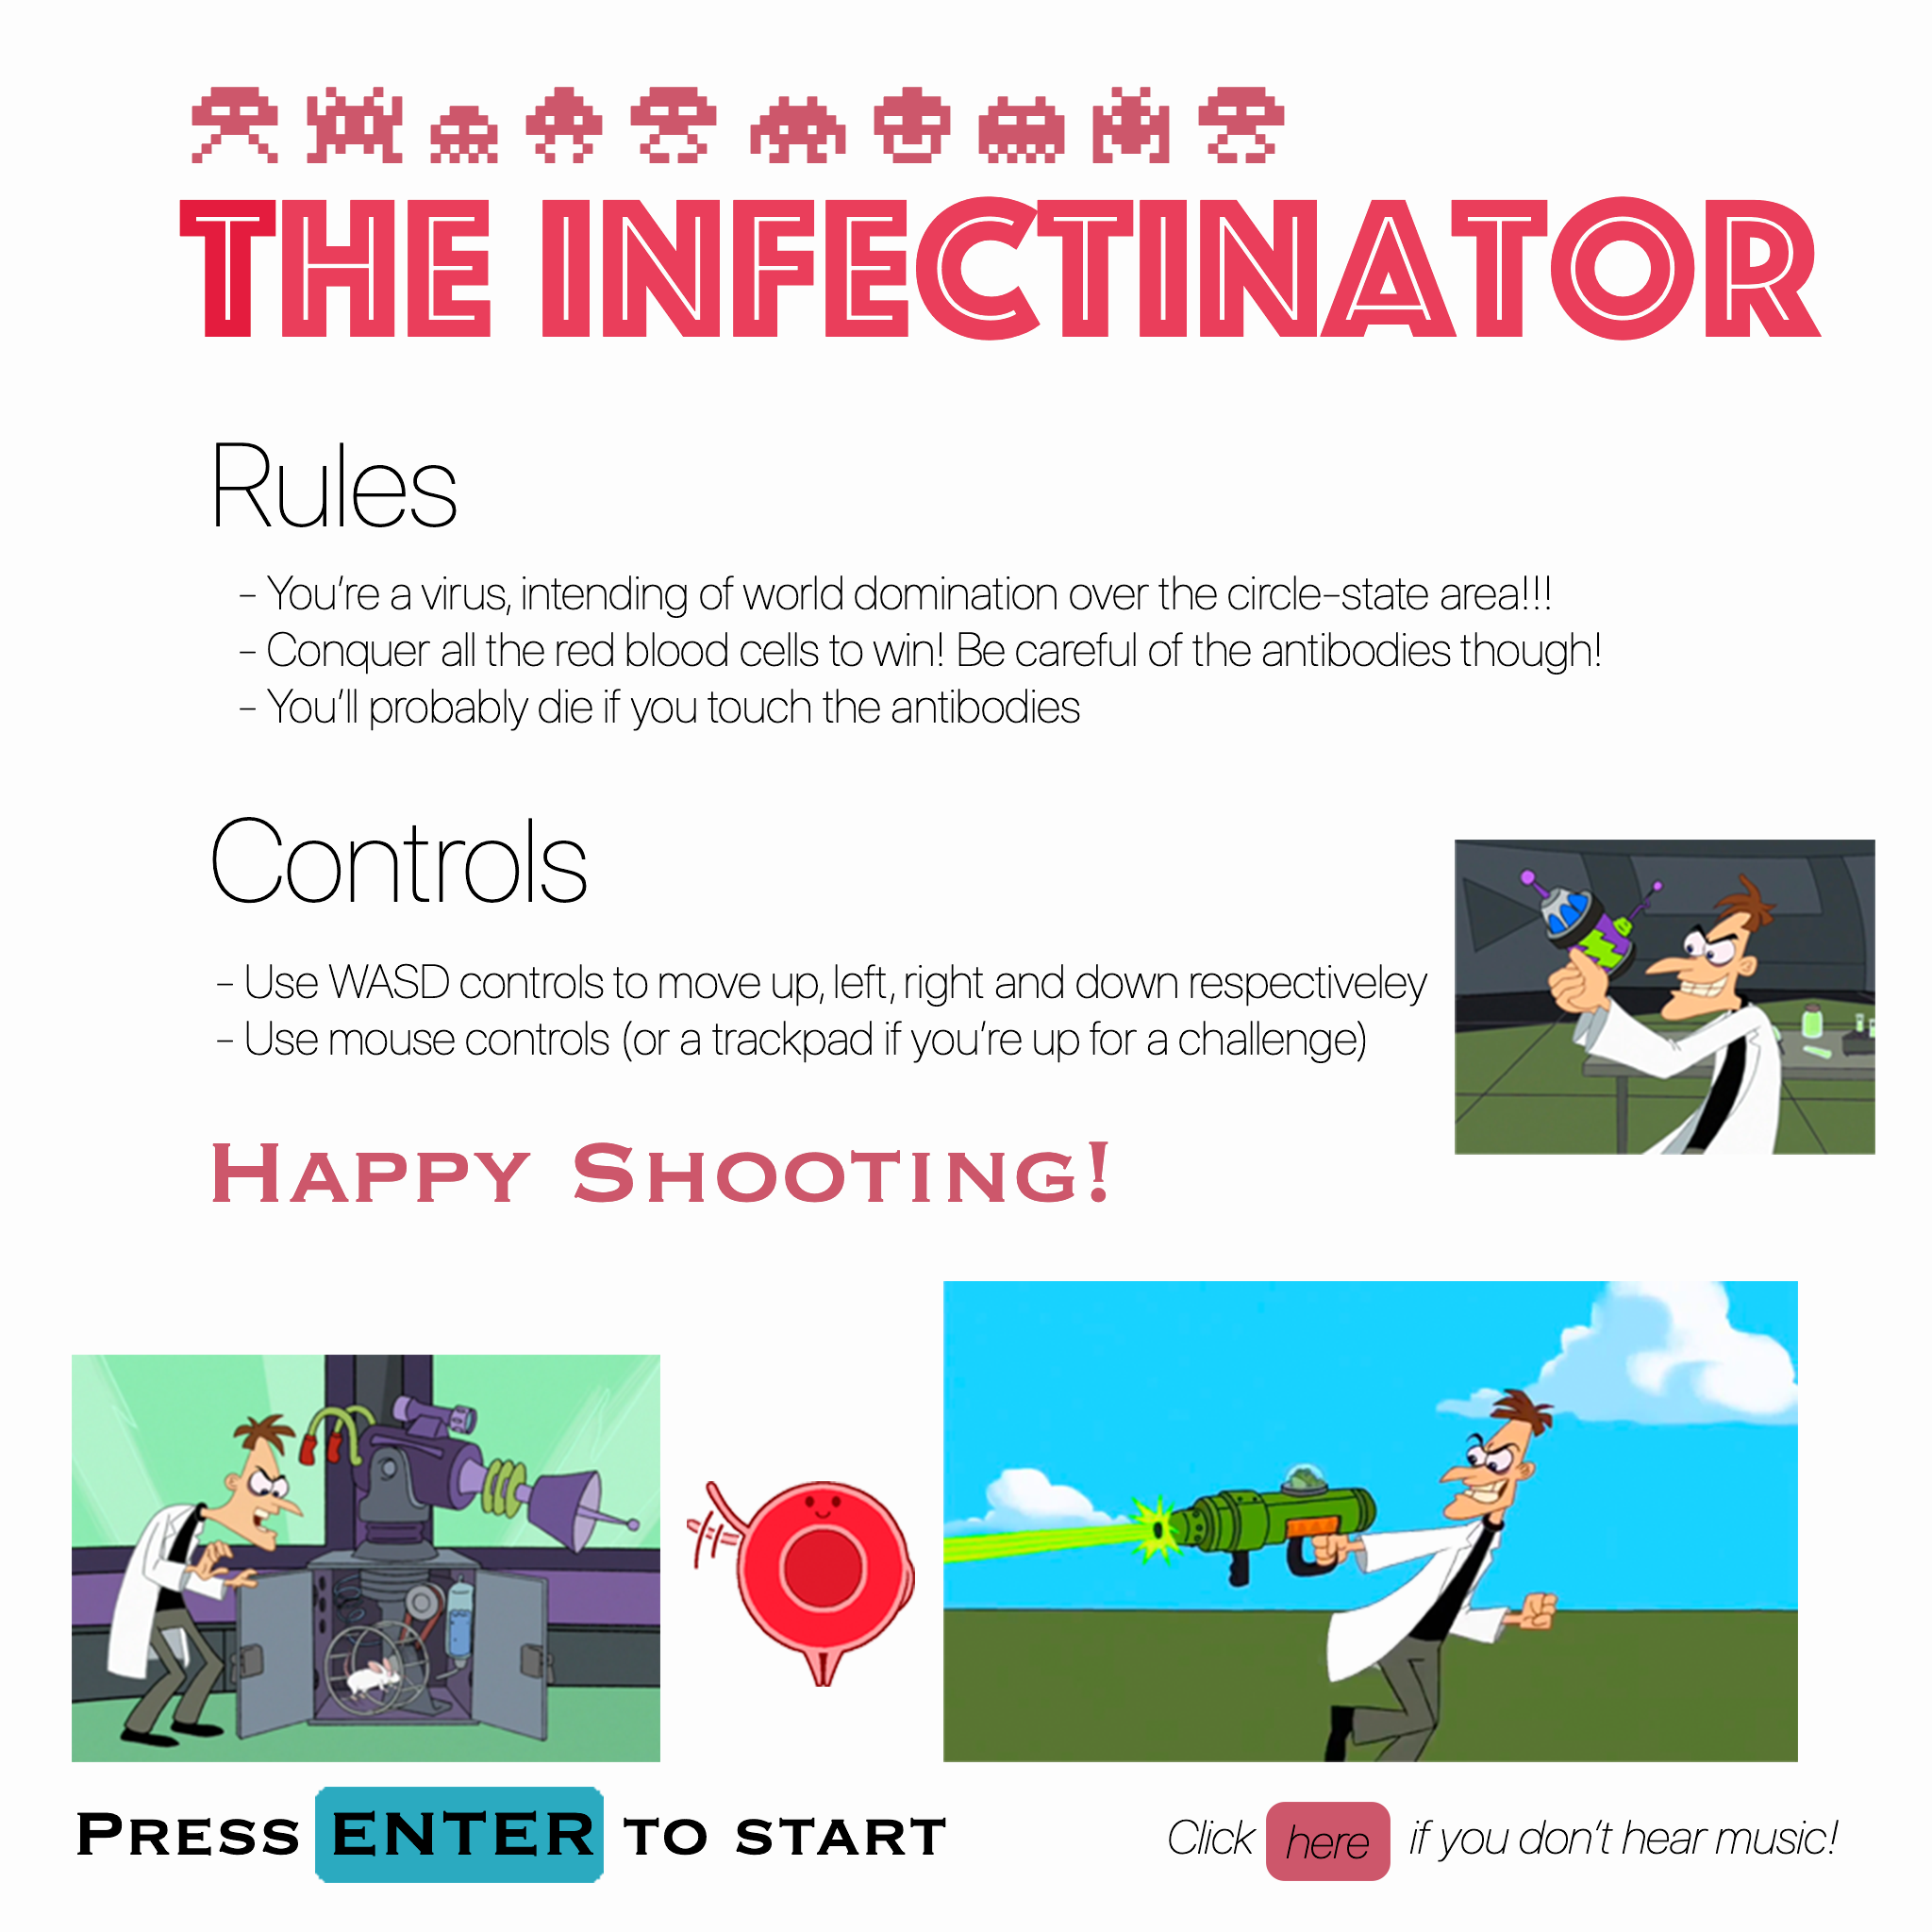 THE INFECTINATOR
Rules
- You're a virus, intending of world domination over the circle-state area!!!
- Conquer all the red blood cells to win! Be careful of the antibodies though!
- You'll probably die if you touch the antibodies
Controls
- Use WASD controls to move up, left, right and down respectiveley
- Use mouse controls (or a trackpad if you're up for a challenge)
HAPPY SHOOTING!
PRESS ENTER TO START
Click here if you don't hear music!